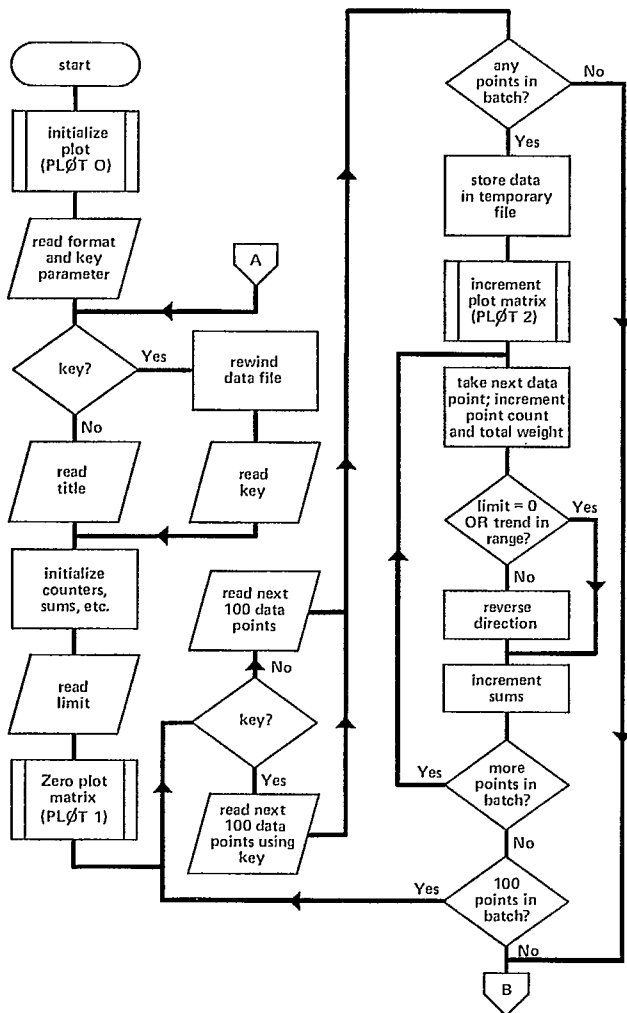 start
initialize
plot
(PLØT O)
read format
and key
parameter
A
key?
Yes
No
rewind
data file
read
key
read
title
initialize
counters,
sums, etc.
read
limit
Zero plot
matrix
(PLØT 1)
read next
100 data
points
No
key?
Yes
read next
100 data
points using
key
any
points in
batch?
No
Yes
store data
in temporary
file
increment
plot matrix
(PLØT 2)
take next data
point; increment
point count
and total weight
limit = 0
OR trend in
range?
Yes
No
reverse
direction
increment
sums
more
points in
batch?
Yes
No
100
points in
batch?
Yes
No
B